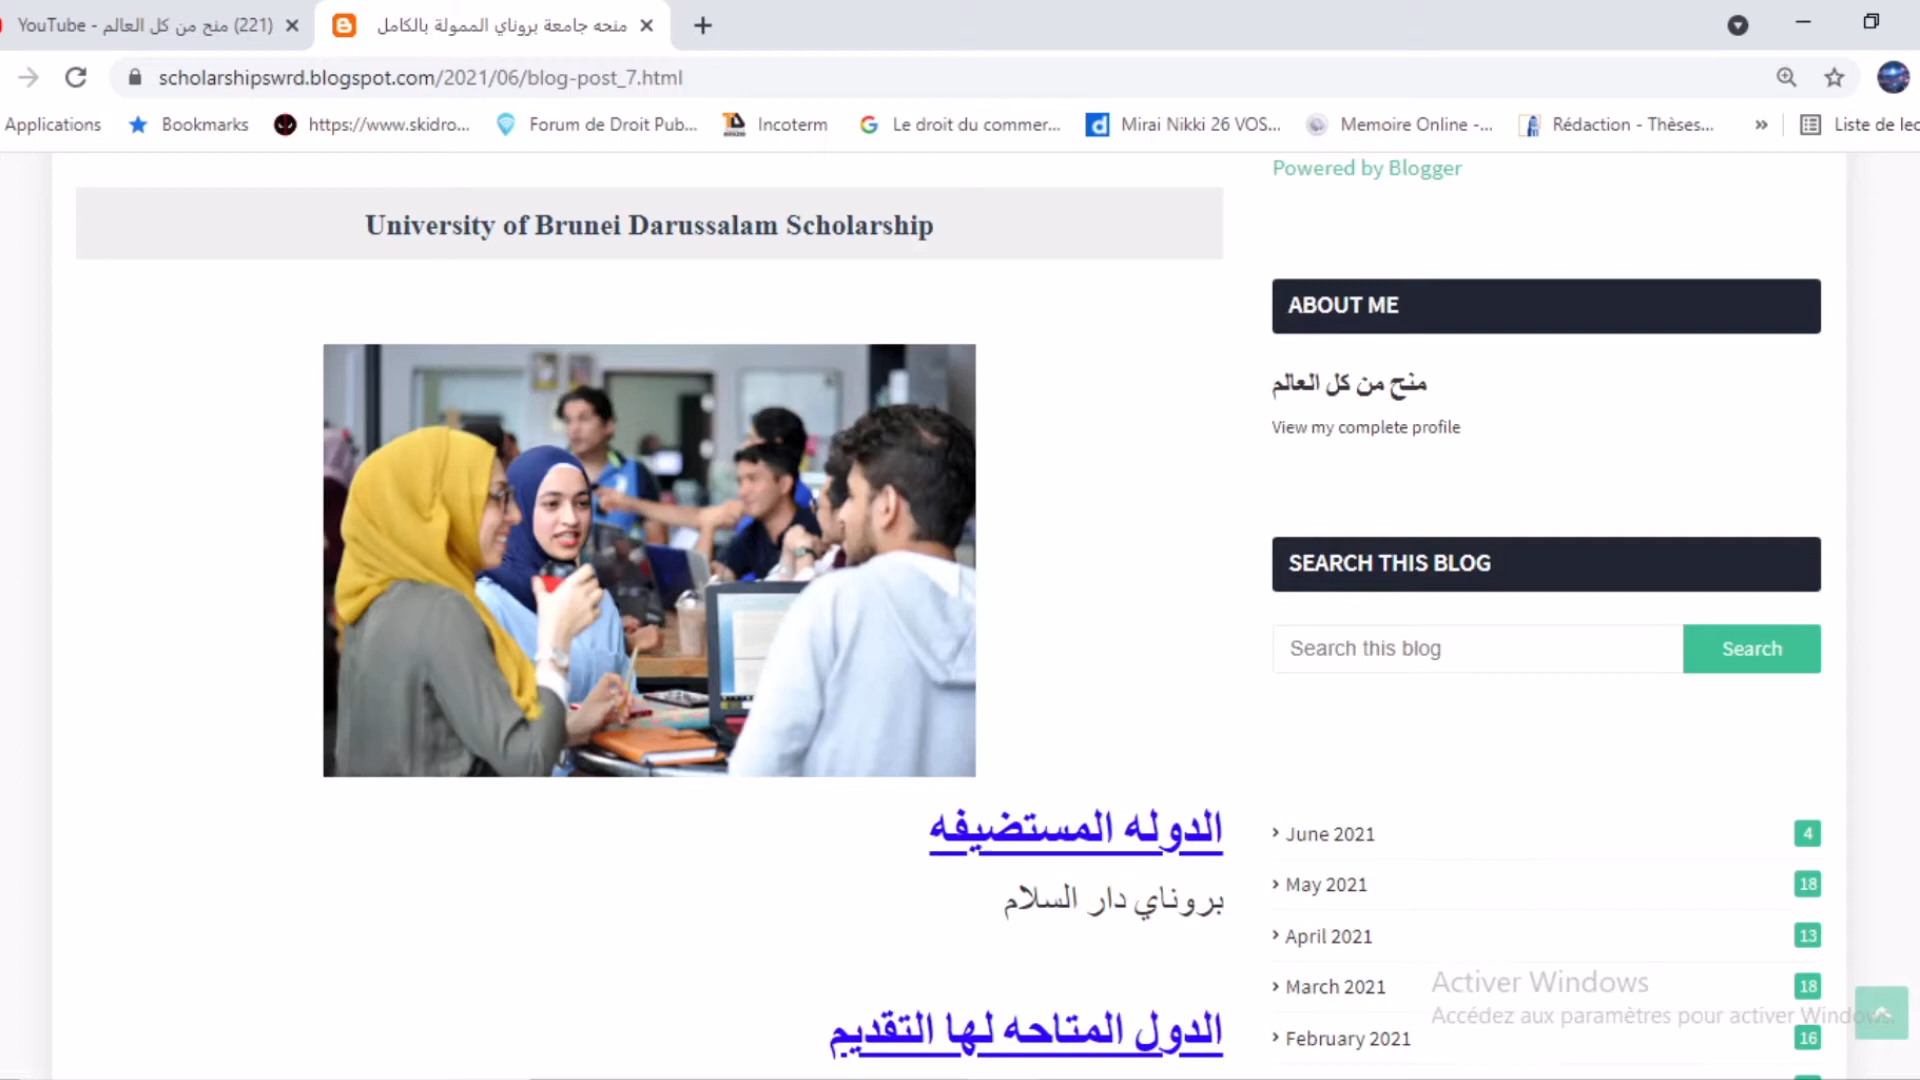 YouTube - منح من كل العالم (221)
منحه جامعة بروناي الممولة بالكامل
scholarshipswrd.blogspot.com/2021/06/blog-post_7.html
Applications
Bookmarks
https://www.skidro...
Forum de Droit Pub...
Incoterm
Le droit du commer...
Mirai Nikki 26 VOS...
Memoire Online -...
Rédaction - Thèses...
»
Liste de lec
Powered by Blogger
University of Brunei Darussalam Scholarship
ABOUT ME
منح من كل العالم
View my complete profile
SEARCH THIS BLOG
Search this blog
Search
الدوله المستضيفه
بروناي دار السلام
الدول المتاحه لها التقديم
June 2021 4
May 2021 18
April 2021 13
March 2021 18
February 2021 16
Activer Windows
Accédez aux paramètres pour activer Windows.